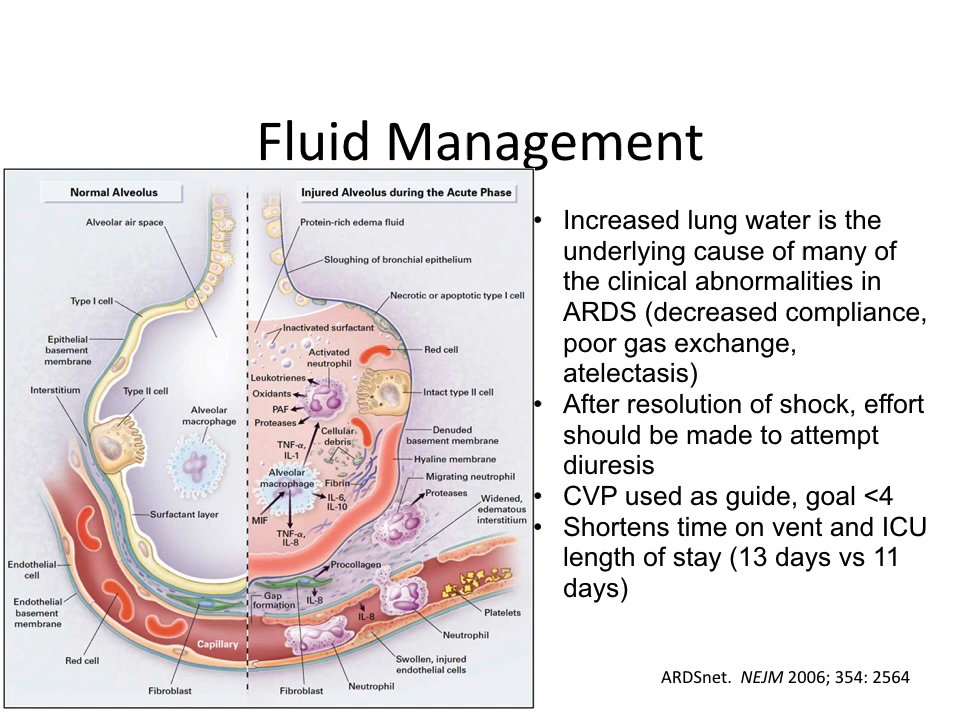 Fluid Management
Normal Alveolus
Injured Alveolus during the Acute Phase
Alveolar air space
Type I cell
Epithelial
basement
membrane
Interstitium
Type II cell
Alveolar
macrophage
Surfactant layer
Endothelial
cell
Endothelial
basement
membrane
Red cell
Capillary
Fibroblast
Protein-rich edema fluid
Sloughing of bronchial epithelium
Necrotic or apoptotic type I cell
Inactivated surfactant
Red cell
Activated
neutrophil
Leukotrienes
Oxidants
PAF
Proteases
Intact type II cell
Cellular
debris
TNF-α,
IL-1
Denuded
basement membrane
Hyaline membrane
Alveolar
macrophage
Fibrin
Migrating neutrophil
Proteases
IL-6,
IL-10
Widened,
edematous
interstitium
MIF
TNF-α,
IL-8
Procollagen
Gap
formation
IL-8
IL-8
Platelets
Neutrophil
Swollen, injured
endothelial cells
Fibroblast
Neutrophil
• Increased lung water is the
underlying cause of many of
the clinical abnormalities in
ARDS (decreased compliance,
poor gas exchange,
atelectasis)
• After resolution of shock, effort
should be made to attempt
diuresis
• CVP used as guide, goal <4
• Shortens time on vent and ICU
length of stay (13 days vs 11
days)
ARDSnet. NEJM 2006; 354: 2564